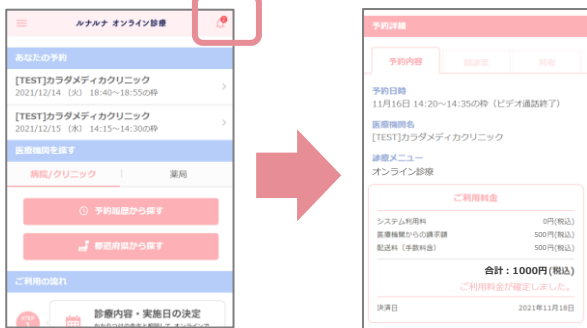 ルナルナ オンライン診療
あなたの予約
[TEST]カラダメディカクリニック
2021/12/14 (火) 18:40~18:55の枠
[TEST]カラダメディカクリニック
2021/12/15 (水) 14:15~14:30の枠
医療機関を探す
病院/クリニック
薬局
予約履歴から探す
都道府県から探す
ご利用の流れ
STEP
診療内容・実施日の決定
予約詳細
予約内容
問診票
時間
予約日時
11月16日 14:20~14:35の枠 (ビデオ通話終了)
医療機関名
[TEST]カラダメディカクリニック
診療メニュー
オンライン診療
ご利用料金
システム利用料
0円(税込)
医療機関からの請求額
500円(税込)
配送料 (手数料含)
500円(税込)
合計:1000円(税込)
ご利用料金が確定しました。
決済日
2021年11月18日